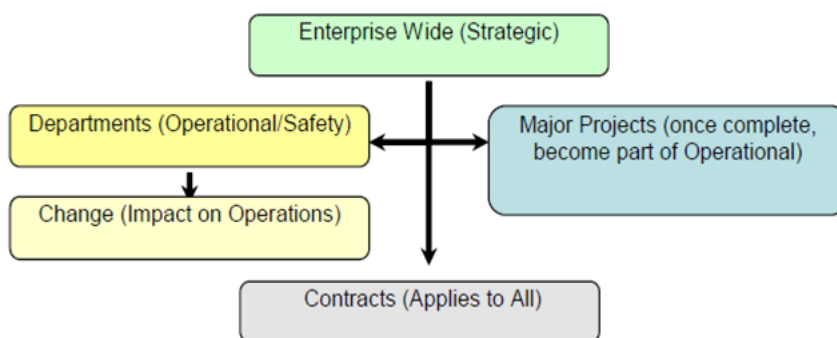 Enterprise Wide (Strategic)
Departments (Operational/Safety)
Major Projects (once complete,
become part of Operational)
Change (Impact on Operations)
Contracts (Applies to All)